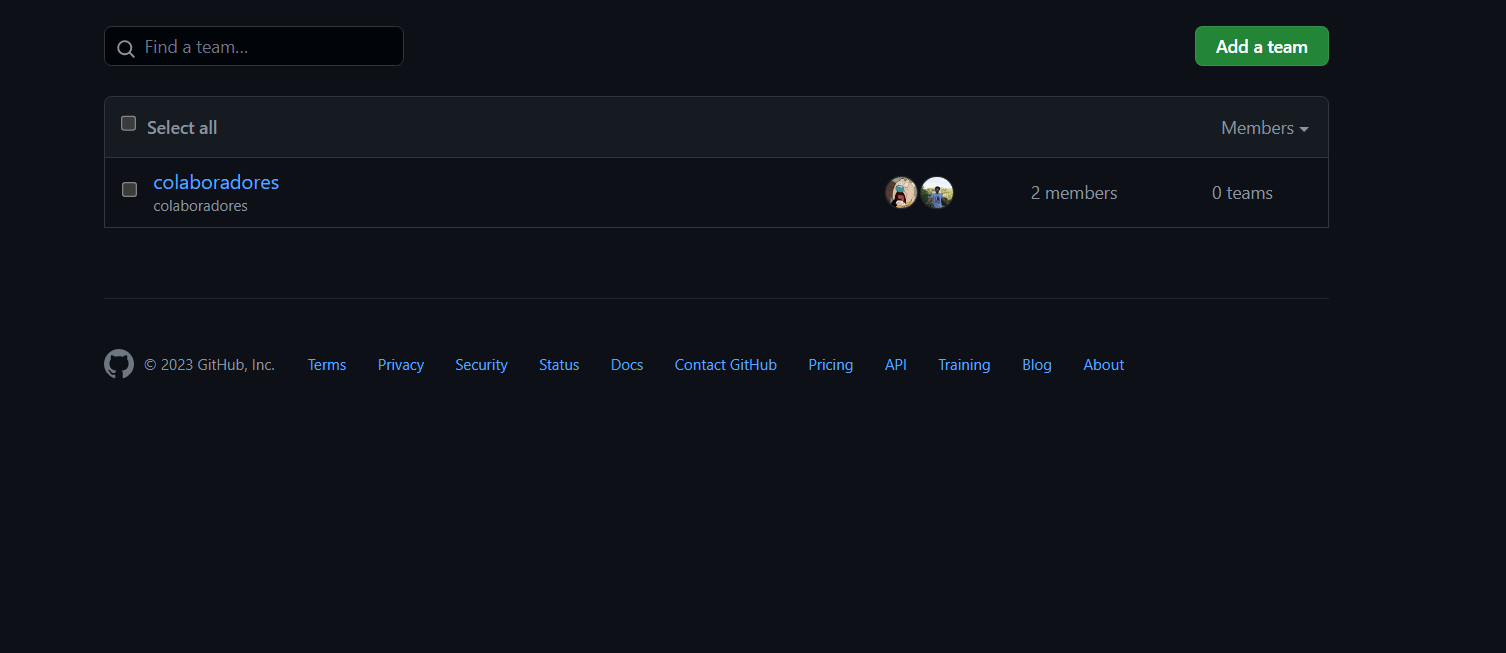 Find a team...
Add a team
Select all
Members
colaboradores
colaboradores
2 members
0 teams
© 2023 GitHub, Inc.
Terms
Privacy
Security
Status
Docs
Contact GitHub
Pricing
API
Training
Blog
About